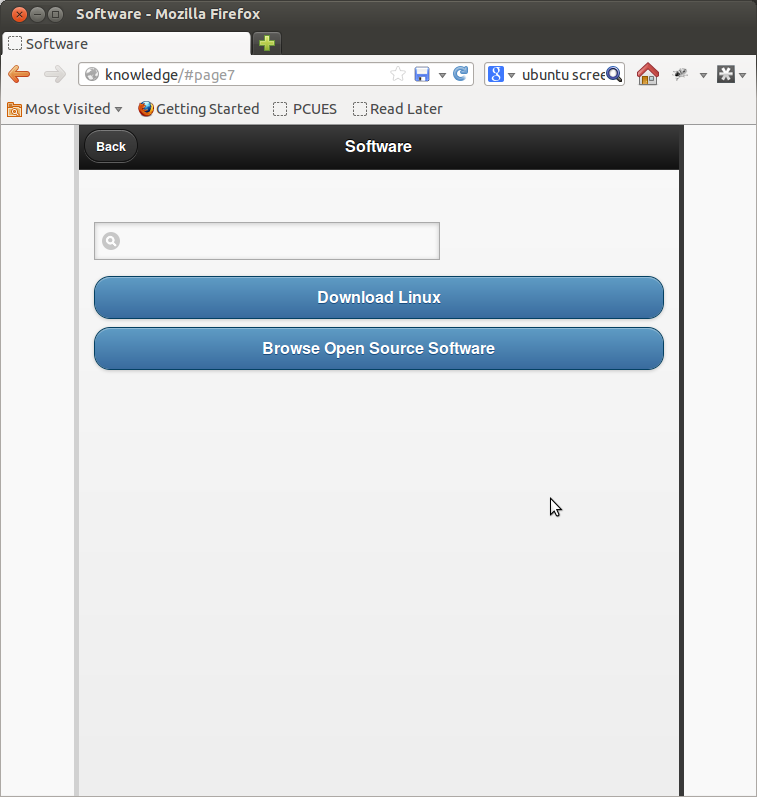 Software - Mozilla Firefox
Software
knowledge/#page7
8 ubuntu scree
Most Visited Getting Started PCUES Read Later
Back Software
Download Linux
Browse Open Source Software